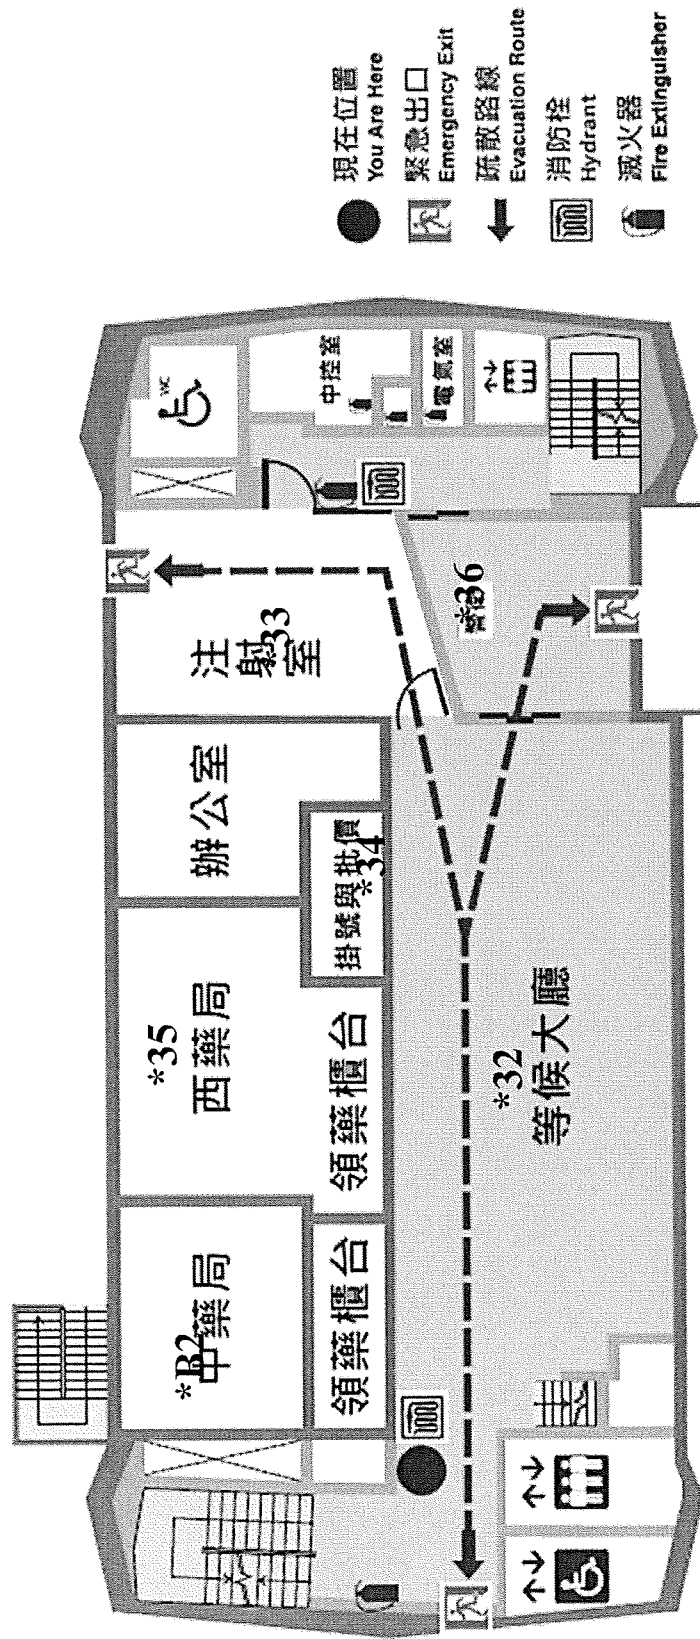 現在位置
You Are Here
緊急出口
Emergency Exit
疏散路線
Evacuation Route
消防栓
Hydrant
滅火器
Fire Extinguisher
*B2
中藥局
領藥櫃台
*35
西藥局
領藥櫃台
辦公室
掛號與批價
*34
注射室
*33
*32
等候大廳
*36
WC
中控室
電氣室